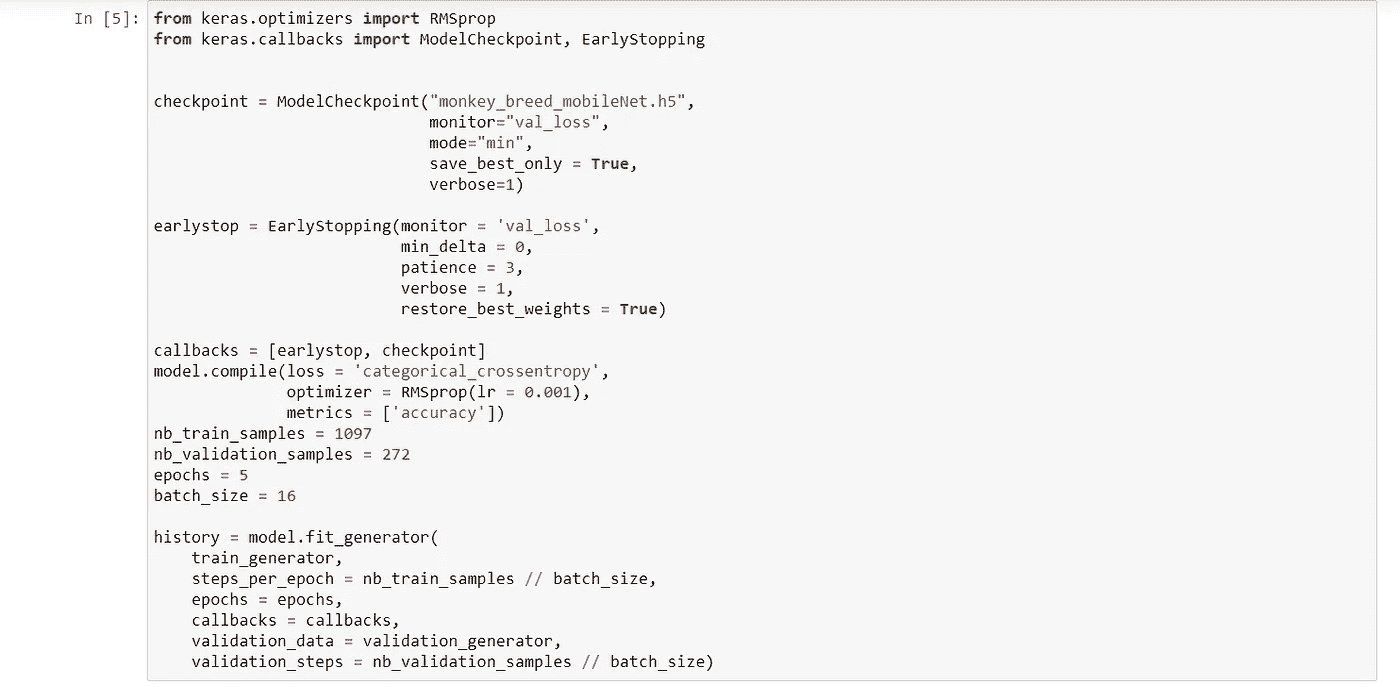 In [5]: from keras.optimizers import RMSprop
from keras.callbacks import ModelCheckpoint, EarlyStopping
checkpoint = ModelCheckpoint("monkey_breed_mobileNet.h5",
monitor="val_loss",
mode="min",
save_best_only = True,
verbose=1)
earlystop = EarlyStopping(monitor = 'val_loss',
min_delta = 0,
patience = 3,
verbose = 1,
restore_best_weights = True)
callbacks = [earlystop, checkpoint]
model.compile(loss = 'categorical_crossentropy',
optimizer = RMSprop(lr = 0.001),
metrics = ['accuracy'])
nb_train_samples = 1097
nb_validation_samples = 272
epochs = 5
batch_size = 16
history = model.fit_generator(
train_generator,
steps_per_epoch = nb_train_samples // batch_size,
epochs = epochs,
callbacks = callbacks,
validation_data = validation_generator,
validation_steps = nb_validation_samples // batch_size)